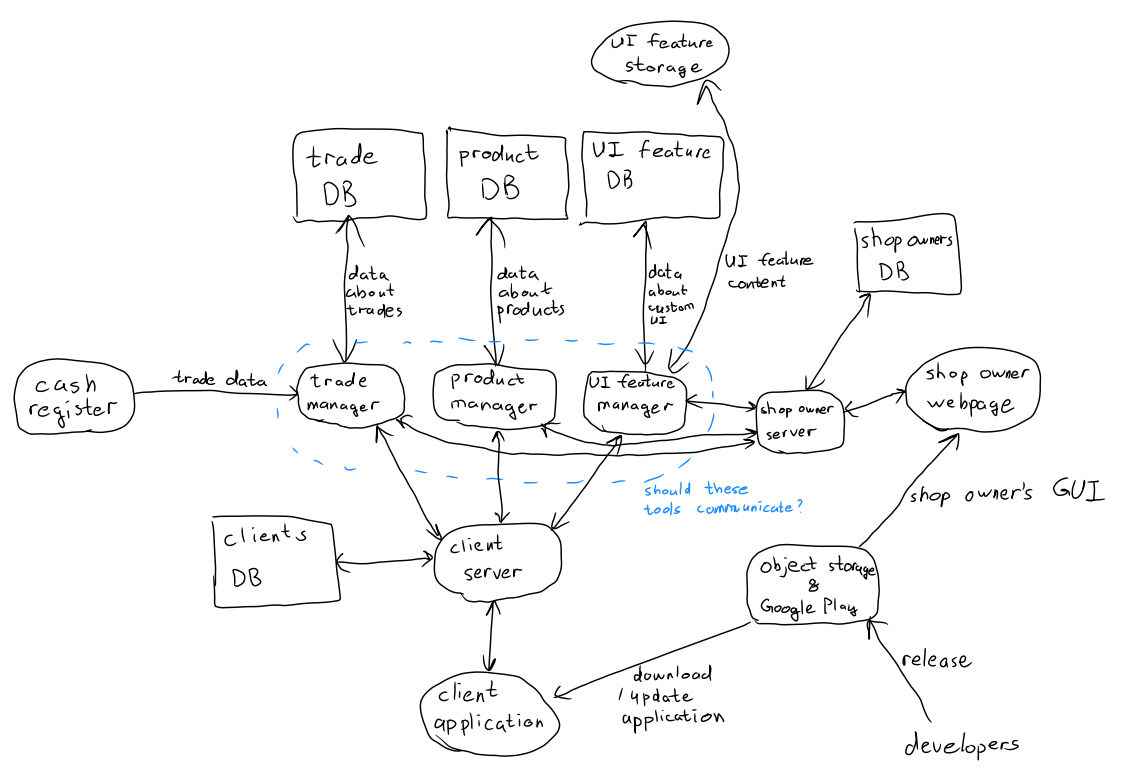 UI feature
storage
trade
DB
product
DB
UI feature
DB
shop owners
DB
data
about
trades
data
about
products
data
about
custom
UI
UI feature
content
cash
register
trade data
trade
manager
product
manager
UI feature
manager
shop owner
server
shop owner
webpage
should these
tools communicate?
shop owner's GUI
clients
DB
client
server
object storage
&
Google Play
release
developers
download
/ update
application
client
application